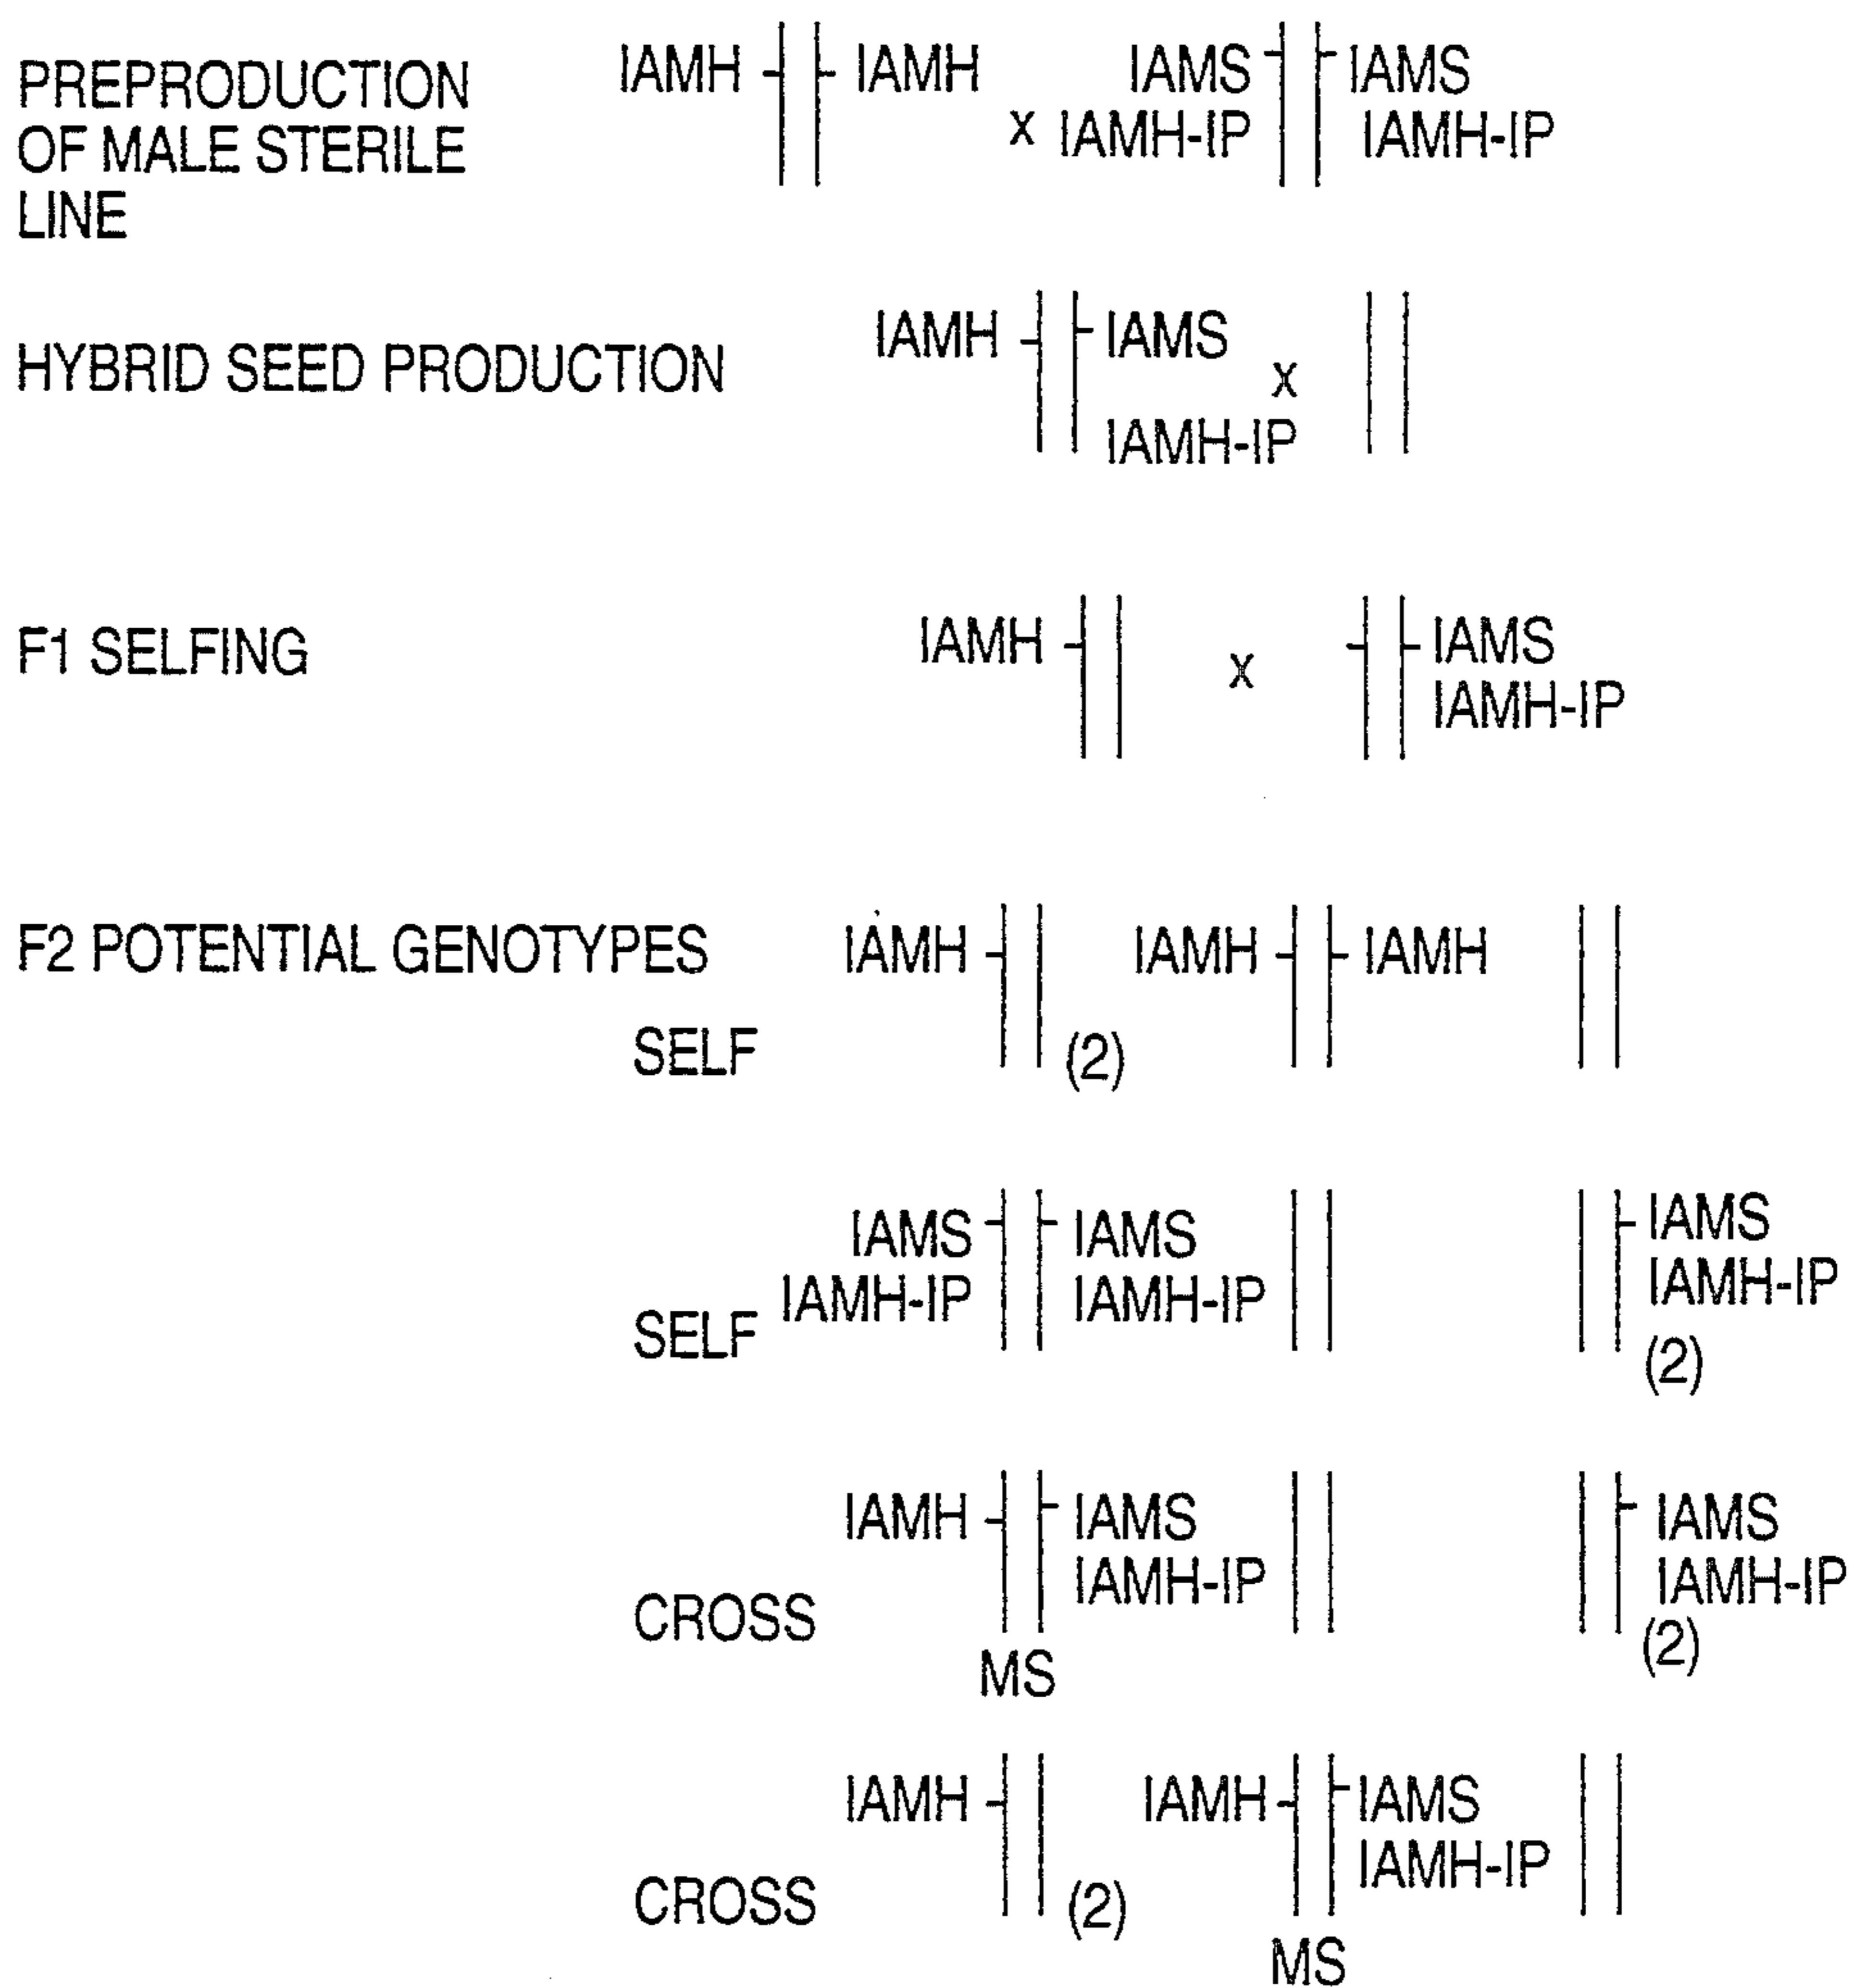 PREPRODUCTION
OF MALE STERILE
LINE
IAMH IAMH IAMS IAMS
x IAMH-IP IAMH-IP
HYBRID SEED PRODUCTION
IAMH IAMS
x
IAMH-IP
F1 SELFING
IAMH x IAMS
IAMH-IP
F2 POTENTIAL GENOTYPES
IAMH IAMH IAMH
SELF (2)
IAMS IAMS IAMS
IAMH-IP IAMH-IP IAMH-IP
SELF (2)
IAMH IAMS IAMS
IAMH-IP IAMH-IP
CROSS (2)
MS
IAMH IAMH IAMS
IAMH-IP
CROSS (2)
MS